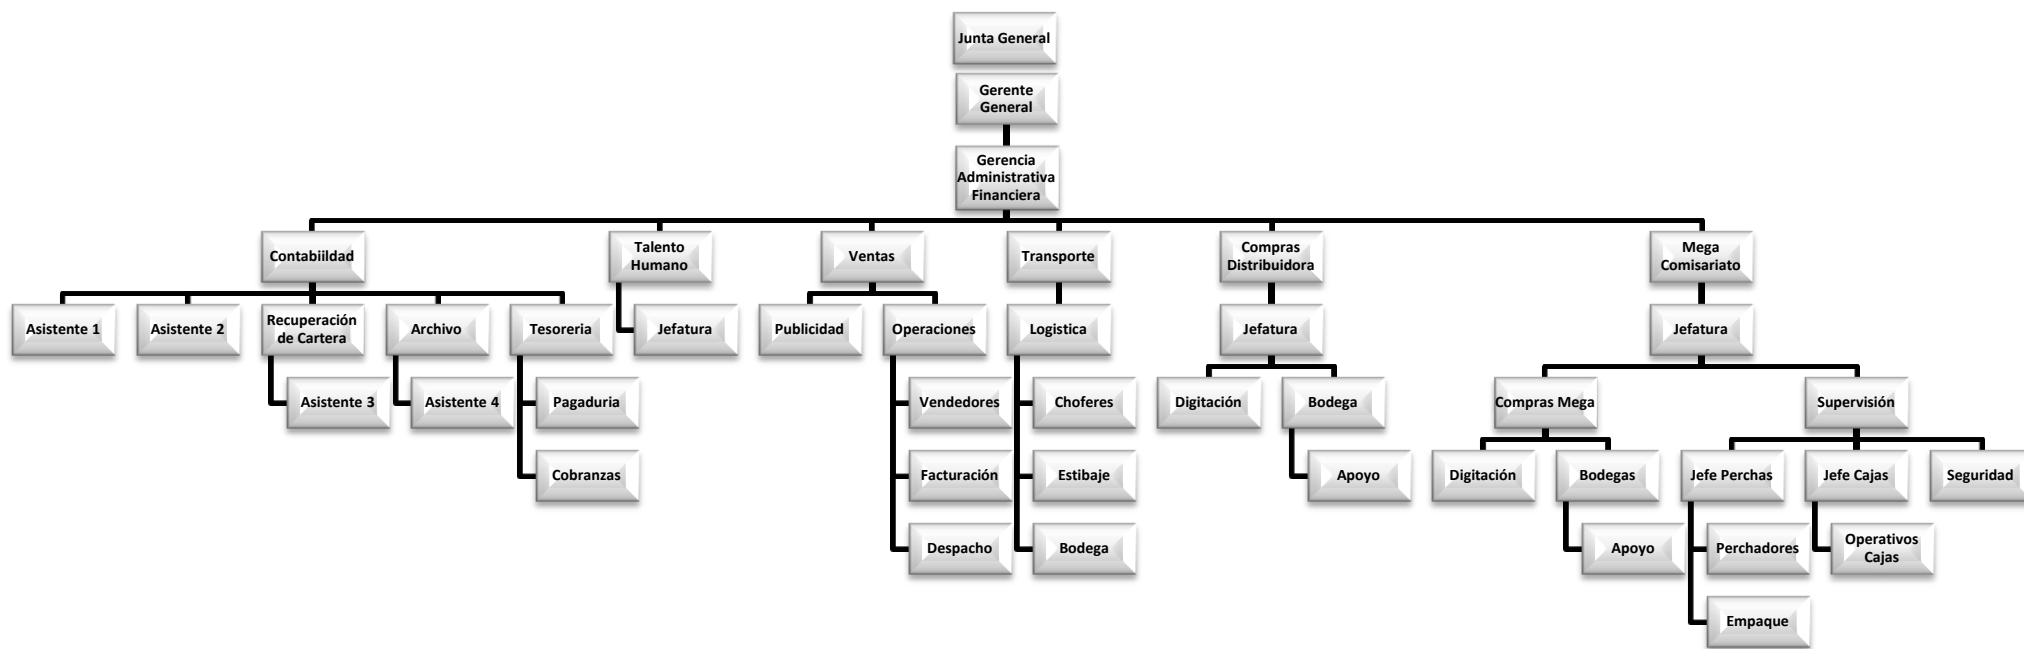 Junta General
Gerente
General
Gerencia
Administrativa
Financiera
Contabiildad
Talento
Humano
Ventas
Transporte
Compras
Distribuidora
Mega
Comisariato
Asistente 1
Asistente 2
Recuperación
de Cartera
Archivo
Tesoreria
Jefatura
Publicidad
Operaciones
Logistica
Jefatura
Jefatura
Asistente 3
Asistente 4
Pagaduria
Vendedores
Choferes
Digitación
Bodega
Compras Mega
Supervisión
Cobranzas
Facturación
Estibaje
Apoyo
Digitación
Bodegas
Jefe Perchas
Jefe Cajas
Seguridad
Despacho
Bodega
Apoyo
Perchadores
Operativos
Cajas
Empaque